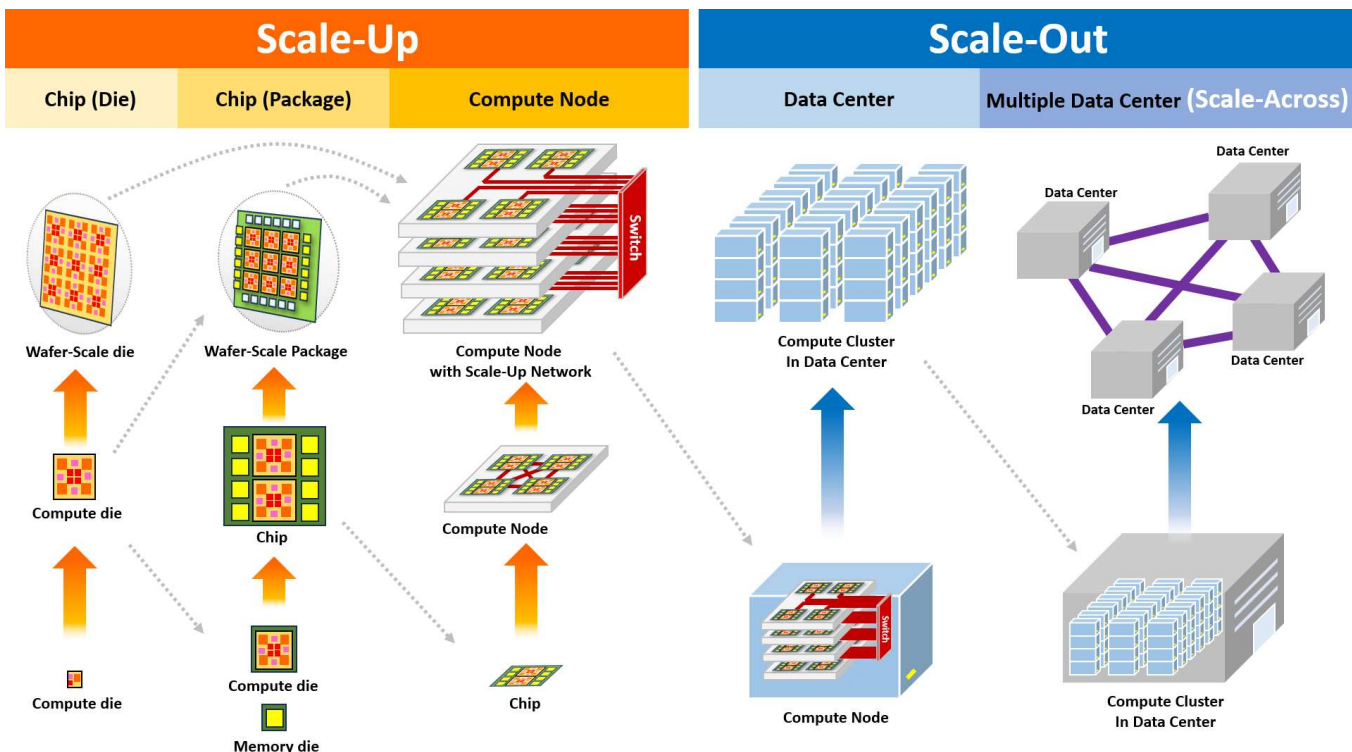 Scale-Up
Scale-Out
Chip (Die)
Chip (Package)
Compute Node
Data Center
Multiple Data Center (Scale-Across)
Wafer-Scale die
Compute die
Compute die
Wafer-Scale Package
Chip
Compute die
Memory die
Switch
Compute Node
with Scale-Up Network
Compute Node
Chip
Compute Cluster
In Data Center
Switch
Compute Node
Data Center
Data Center
Data Center
Data Center
Compute Cluster
In Data Center